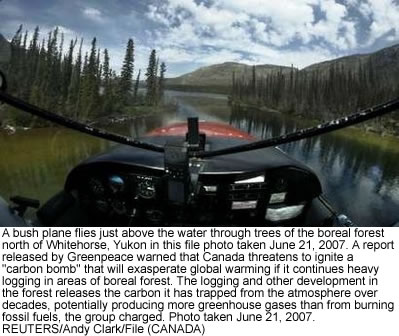 A bush plane flies just above the water through trees of the boreal forest
north of Whitehorse, Yukon in this file photo taken June 21, 2007. A report
released by Greenpeace warned that Canada threatens to ignite a
"carbon bomb" that will exasperate global warming if it continues heavy
logging in areas of boreal forest. The logging and other development in
the forest releases the carbon it has trapped from the atmosphere over
decades, potentially producing more greenhouse gases than from burning
fossil fuels, the group charged. Photo taken June 21, 2007.
REUTERS/Andy Clark/File (CANADA)